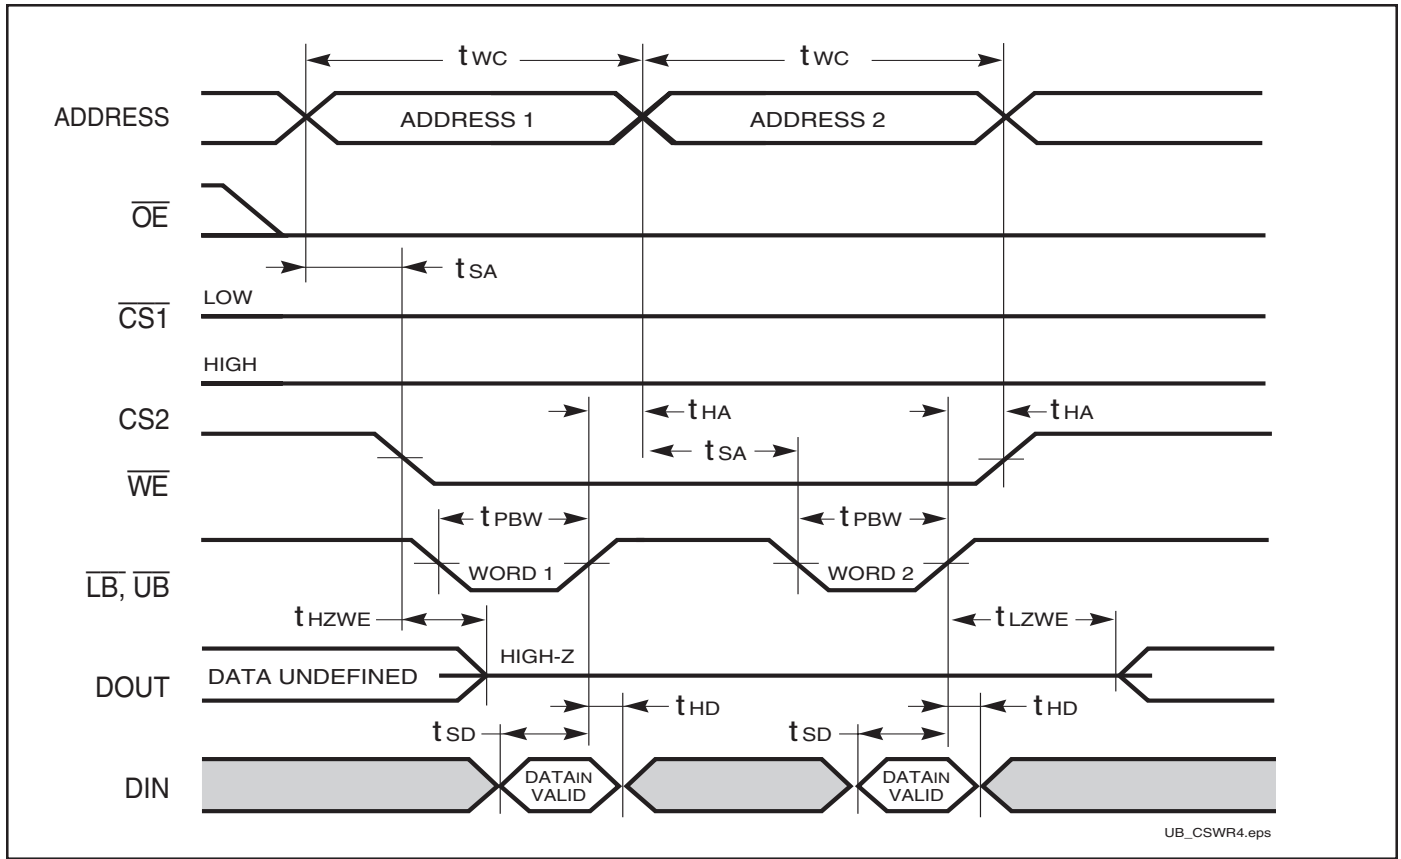 tWC tWC
ADDRESS ADDRESS 1 ADDRESS 2
OE
tSA
LOW
CS1
HIGH
CS2
tHA tHA
tSA
WE
tPBW tPBW
WORD 1 WORD 2
LB, UB
tHZWE tLZWE
HIGH-Z
DOUT DATA UNDEFINED
tHD tHD
tSD tSD
DIN DATAIN VALID DATAIN VALID
UB_CSWR4.eps